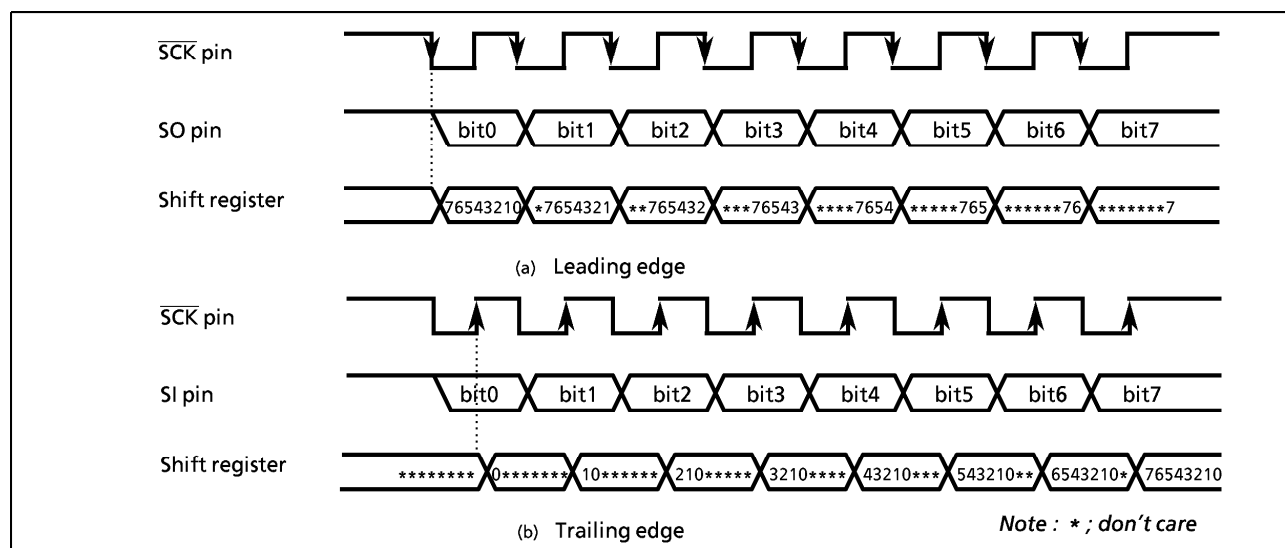 S̅C̅K̅ pin
SO pin
bit0 bit1 bit2 bit3 bit4 bit5 bit6 bit7
Shift register
76543210 *7654321 **765432 ***76543 ****7654 *****765 ******76 *******7
(a) Leading edge
S̅C̅K̅ pin
SI pin
bit0 bit1 bit2 bit3 bit4 bit5 bit6 bit7
Shift register
******** 0******* 10****** 210***** 3210**** 43210*** 543210** 6543210* 76543210
(b) Trailing edge
Note : * ; don't care